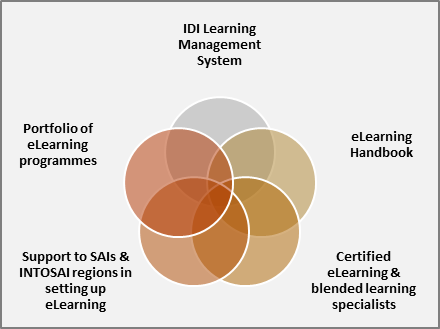 IDI Learning
Management
System
Portfolio of
eLearning
programmes
eLearning
Handbook
Support to SAIs &
INTOSAI regions in
setting up
eLearning
Certified
eLearning &
blended learning
specialists